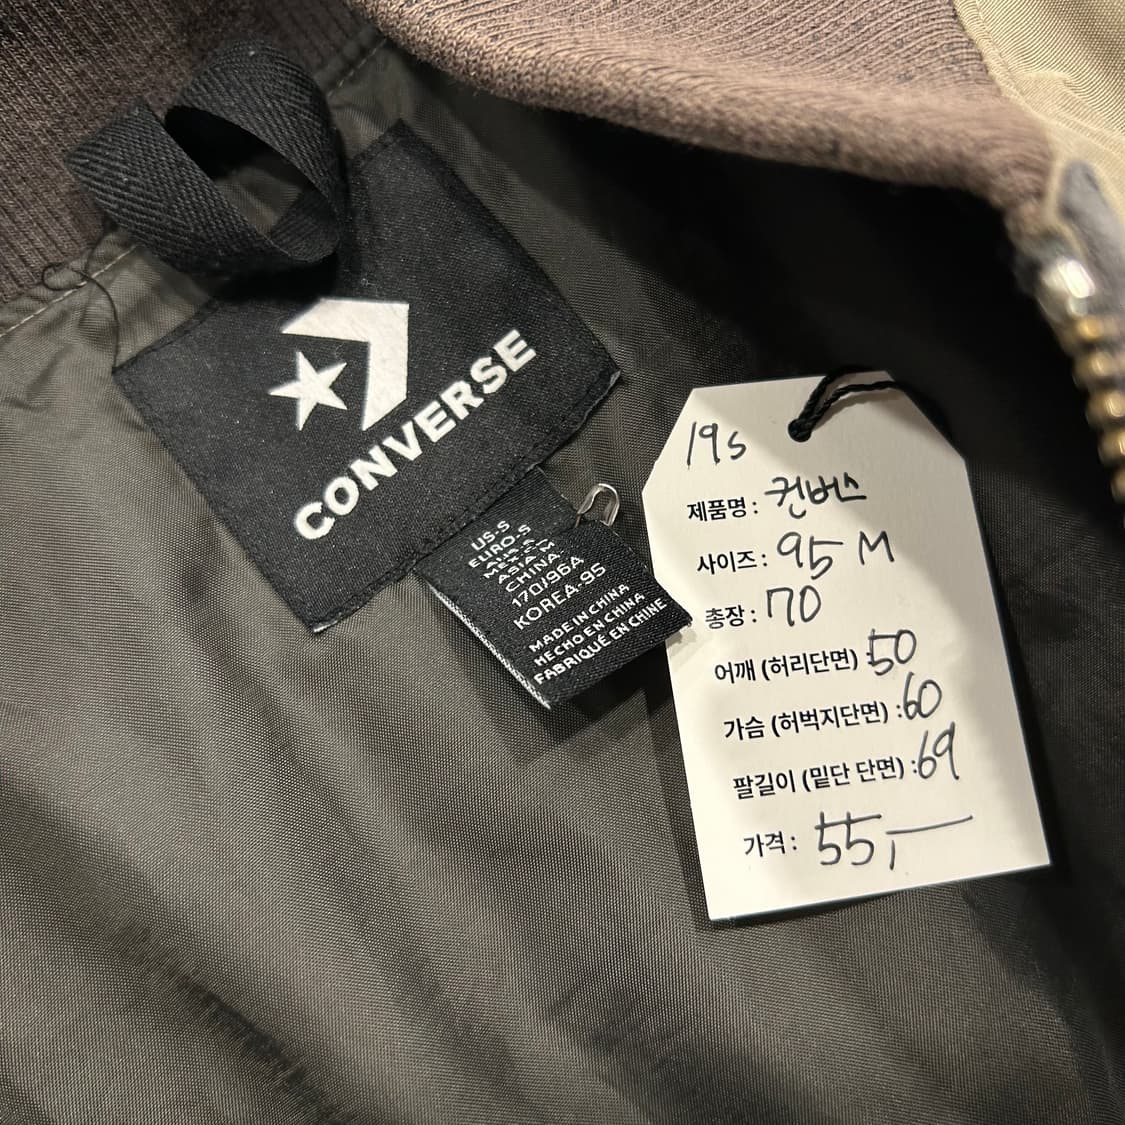 CONVERSE
US-S
EURO-S
MEX-CH
ASIA-M
CHINA-
170/96A
KOREA-95
MADE IN CHINA
HECHO EN CHINA
FABRIQUÉ EN CHINE
19s
제품명 : 컨버스
사이즈 : 95 M
총장 : 70
어깨 (허리단면) : 50
가슴 (허벅지단면) : 60
팔길이 (밑단 단면) : 69
가격 : 55,—